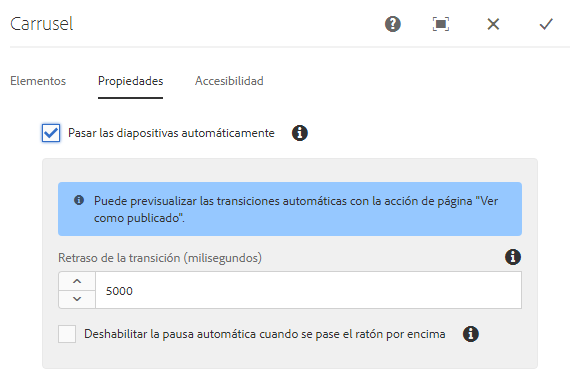 Carrusel
Elementos Propiedades Accesibilidad
Pasar las diapositivas automáticamente
Puede previsualizar las transiciones automáticas con la acción de página "Ver
como publicado".
Retraso de la transición (milisegundos)
5000
Deshabilitar la pausa automática cuando se pase el ratón por encima